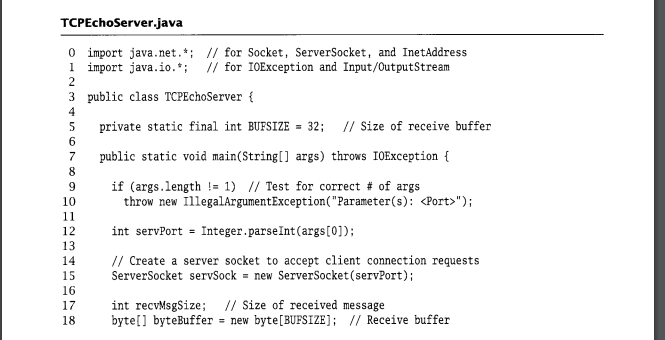 TCPEchoServer.java
0 import java.net.*; // for Socket, ServerSocket, and InetAddress
1 import java.io.*; // for IOException and Input/OutputStream
2
3 public class TCPEchoServer {
4
5 private static final int BUFSIZE = 32; // Size of receive buffer
6
7 public static void main(String[] args) throws IOException {
8
9 if (args.length != 1) // Test for correct # of args
10 throw new IllegalArgumentException("Parameter(s): <Port>");
11
12 int servPort = Integer.parseInt(args[0]);
13
14 // Create a server socket to accept client connection requests
15 ServerSocket servSock = new ServerSocket(servPort);
16
17 int recvMsgSize; // Size of received message
18 byte[] byteBuffer = new byte[BUFSIZE]; // Receive buffer